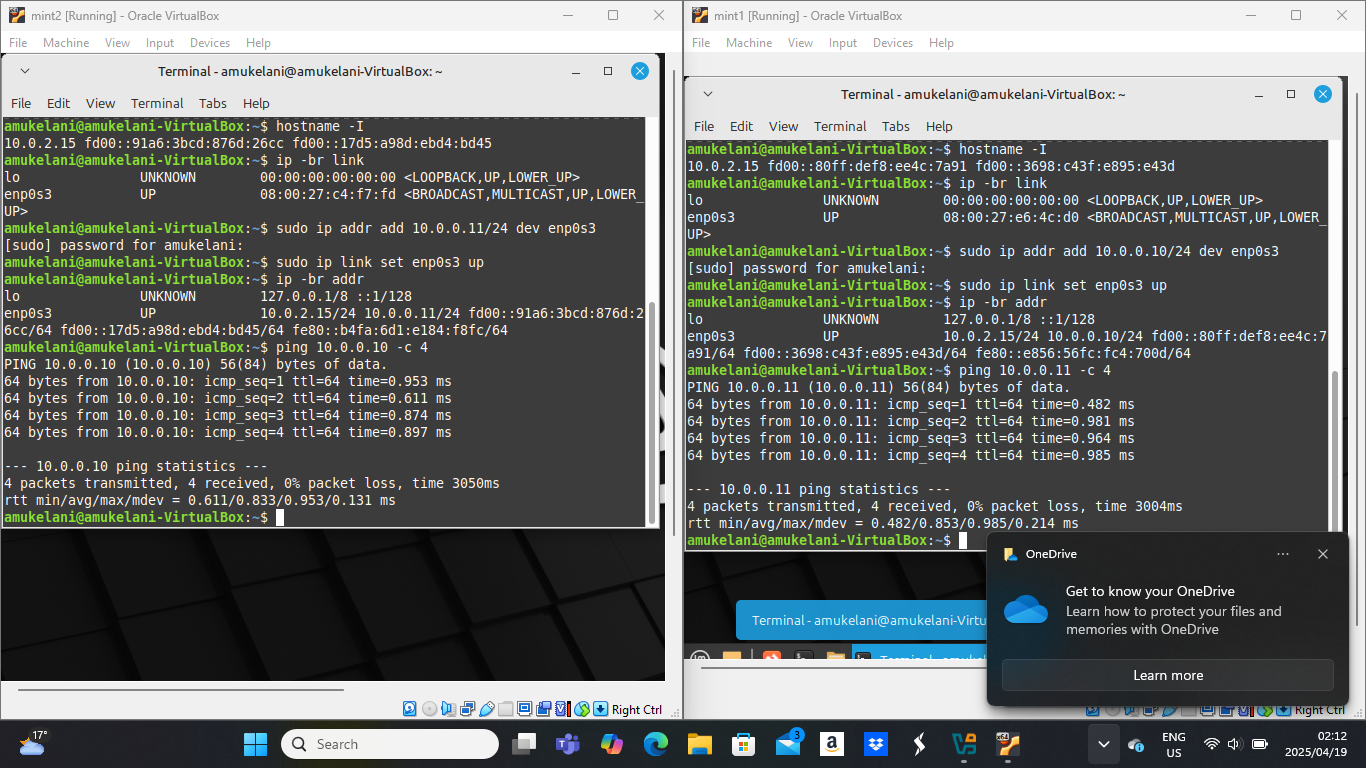 mint2 [Running] - Oracle VirtualBox
File Machine View Input Devices Help
Terminal - amukelani@amukelani-VirtualBox: ~
File Edit View Terminal Tabs Help
amukelani@amukelani-VirtualBox:~$ hostname -I
10.0.2.15 fd00::91a6:3bcd:876d:26cc fd00::17d5:a98d:ebd4:bd45
amukelani@amukelani-VirtualBox:~$ ip -br link
lo UNKNOWN 00:00:00:00:00:00 <LOOPBACK,UP,LOWER_UP>
enp0s3 UP 08:00:27:c4:f7:fd <BROADCAST,MULTICAST,UP,LOWER_
UP>
amukelani@amukelani-VirtualBox:~$ sudo ip addr add 10.0.0.11/24 dev enp0s3
[sudo] password for amukelani:
amukelani@amukelani-VirtualBox:~$ sudo ip link set enp0s3 up
amukelani@amukelani-VirtualBox:~$ ip -br addr
lo UNKNOWN 127.0.0.1/8 ::1/128
enp0s3 UP 10.0.2.15/24 10.0.0.11/24 fd00::91a6:3bcd:876d:2
6cc/64 fd00::17d5:a98d:ebd4:bd45/64 fe80::b4fa:6d1:e184:f8fc/64
amukelani@amukelani-VirtualBox:~$ ping 10.0.0.10 -c 4
PING 10.0.0.10 (10.0.0.10) 56(84) bytes of data.
64 bytes from 10.0.0.10: icmp_seq=1 ttl=64 time=0.953 ms
64 bytes from 10.0.0.10: icmp_seq=2 ttl=64 time=0.611 ms
64 bytes from 10.0.0.10: icmp_seq=3 ttl=64 time=0.874 ms
64 bytes from 10.0.0.10: icmp_seq=4 ttl=64 time=0.897 ms
--- 10.0.0.10 ping statistics ---
4 packets transmitted, 4 received, 0% packet loss, time 3050ms
rtt min/avg/max/mdev = 0.611/0.833/0.953/0.131 ms
amukelani@amukelani-VirtualBox:~$
Right Ctrl
mint1 [Running] - Oracle VirtualBox
File Machine View Input Devices Help
Terminal - amukelani@amukelani-VirtualBox: ~
File Edit View Terminal Tabs Help
amukelani@amukelani-VirtualBox:~$ hostname -I
10.0.2.15 fd00::80ff:def8:ee4c:7a91 fd00::3698:c43f:e895:e43d
amukelani@amukelani-VirtualBox:~$ ip -br link
lo UNKNOWN 00:00:00:00:00:00 <LOOPBACK,UP,LOWER_UP>
enp0s3 UP 08:00:27:e6:4c:d0 <BROADCAST,MULTICAST,UP,LOWER_
UP>
amukelani@amukelani-VirtualBox:~$ sudo ip addr add 10.0.0.10/24 dev enp0s3
[sudo] password for amukelani:
amukelani@amukelani-VirtualBox:~$ sudo ip link set enp0s3 up
amukelani@amukelani-VirtualBox:~$ ip -br addr
lo UNKNOWN 127.0.0.1/8 ::1/128
enp0s3 UP 10.0.2.15/24 10.0.0.10/24 fd00::80ff:def8:ee4c:7
a91/64 fd00::3698:c43f:e895:e43d/64 fe80::e856:56fc:fc4:700d/64
amukelani@amukelani-VirtualBox:~$ ping 10.0.0.11 -c 4
PING 10.0.0.11 (10.0.0.11) 56(84) bytes of data.
64 bytes from 10.0.0.11: icmp_seq=1 ttl=64 time=0.482 ms
64 bytes from 10.0.0.11: icmp_seq=2 ttl=64 time=0.981 ms
64 bytes from 10.0.0.11: icmp_seq=3 ttl=64 time=0.964 ms
64 bytes from 10.0.0.11: icmp_seq=4 ttl=64 time=0.985 ms
--- 10.0.0.11 ping statistics ---
4 packets transmitted, 4 received, 0% packet loss, time 3004ms
rtt min/avg/max/mdev = 0.482/0.853/0.985/0.214 ms
amukelani@amukelani-VirtualBox:~$
Terminal - amukelani@amukelani-Virtu
OneDrive
Get to know your OneDrive
Learn how to protect your files and
memories with OneDrive
Learn more
Right Ctrl
17°
Search
3
ENG
US
02:12
2025/04/19